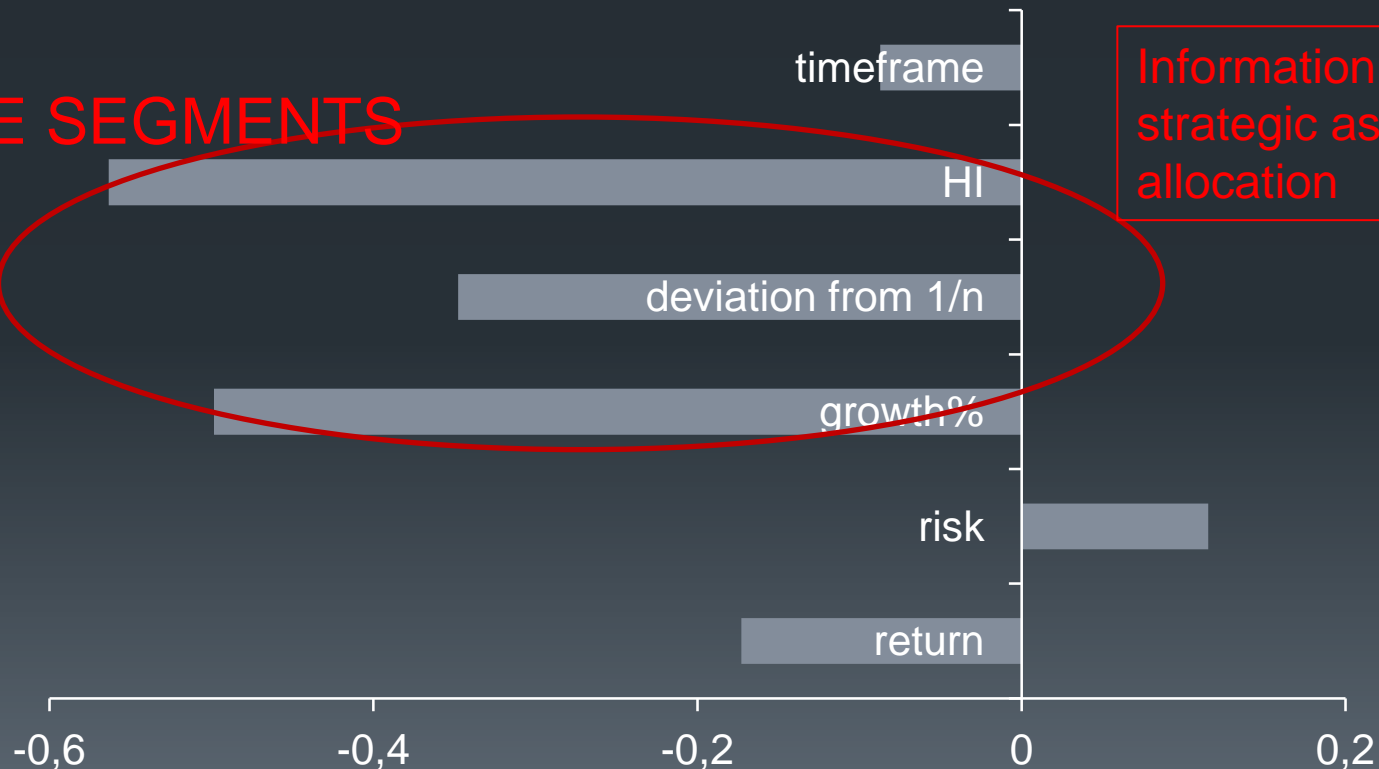 timeframe
E SEGMENTS
Information
strategic as
allocation
HI
deviation from 1/n
growth%
risk
return
-0,6 -0,4 -0,2 0 0,2